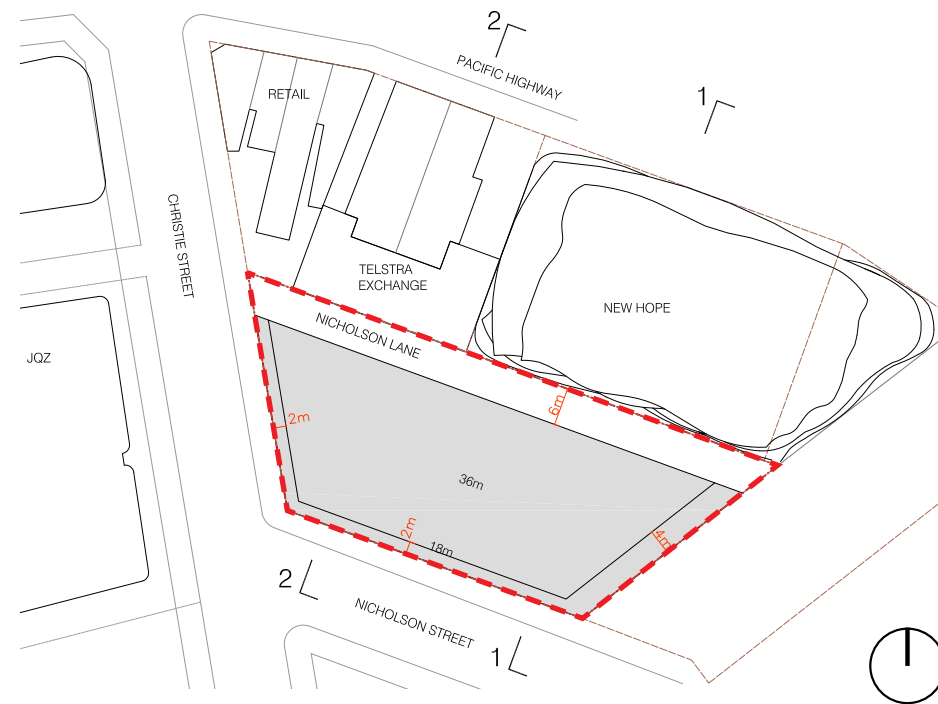 2
PACIFIC HIGHWAY
1
RETAIL
CHRISTIE STREET
TELSTRA
EXCHANGE
NEW HOPE
NICHOLSON LANE
JQZ
6m
2m
36m
2m
18m
4m
2
NICHOLSON STREET
1